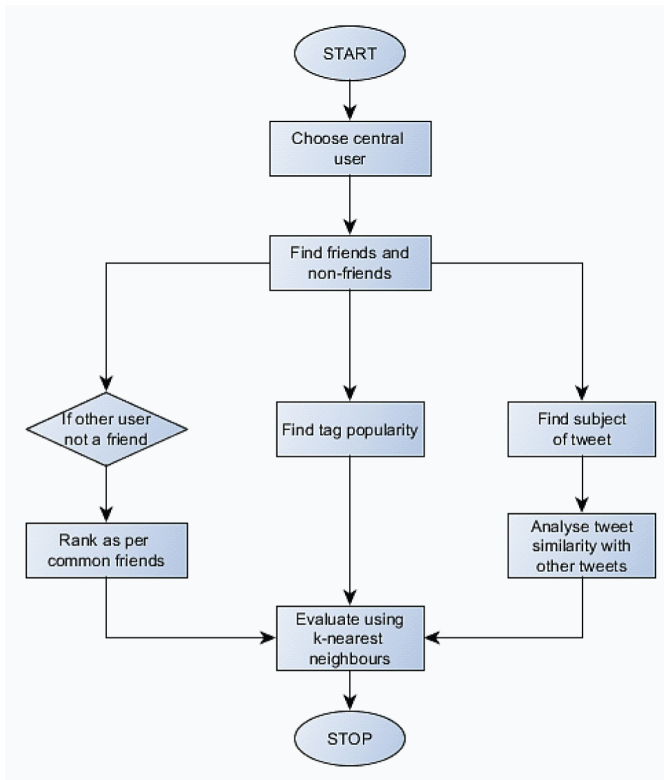 START
Choose central
user
Find friends and
non-friends
If other user
not a friend
Find tag popularity
Find subject
of tweet
Rank as per
common friends
Analyse tweet
similarity with
other tweets
Evaluate using
k-nearest
neighbours
STOP